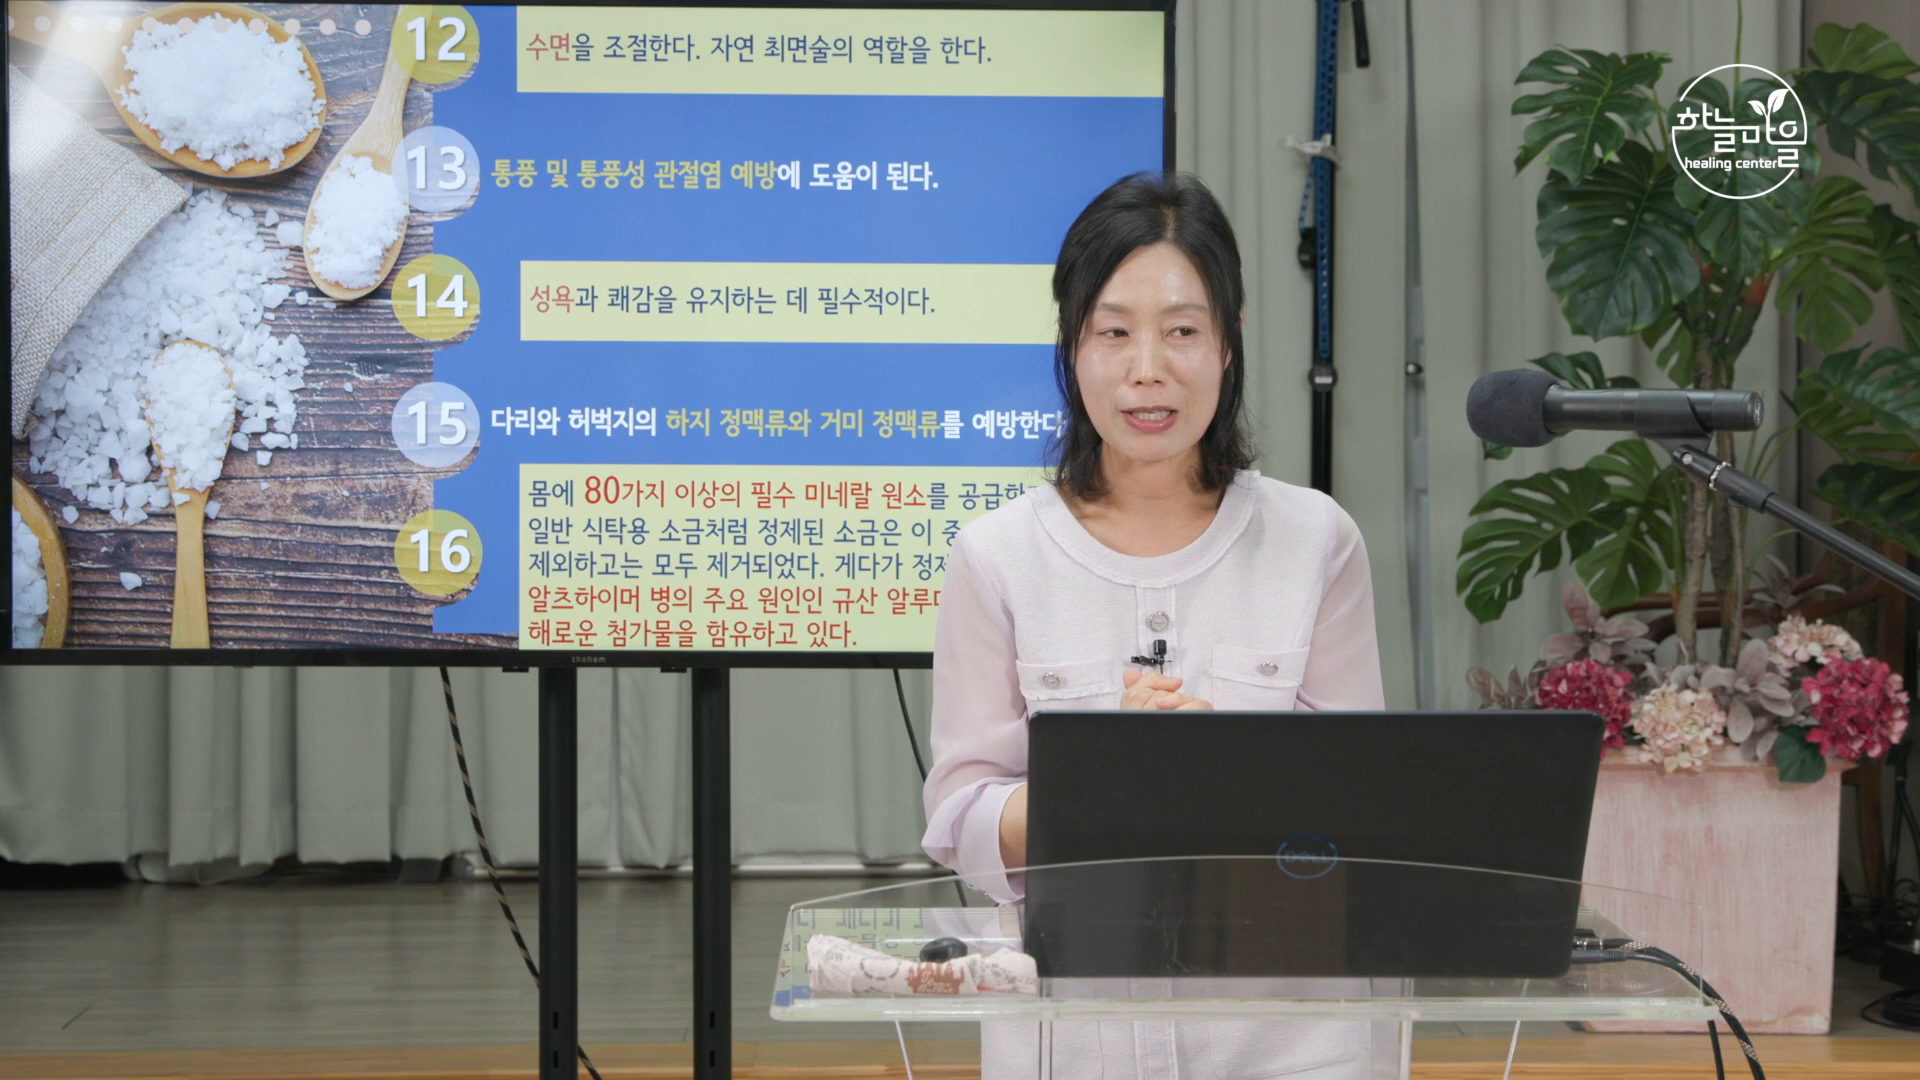 12
수면을 조절한다. 자연 최면술의 역할을 한다.
13
통풍 및 통풍성 관절염 예방에 도움이 된다.
14
성욕과 쾌감을 유지하는 데 필수적이다.
15
다리와 허벅지의 하지 정맥류와 거미 정맥류를 예방한다
16
몸에 80가지 이상의 필수 미네랄 원소를 공급한
일반 식탁용 소금처럼 정제된 소금은 이 중
제외하고는 모두 제거되었다. 게다가 정제
알츠하이머 병의 주요 원인인 규산 알루미
해로운 첨가물을 함유하고 있다.
하늘마을
healing center
DELL